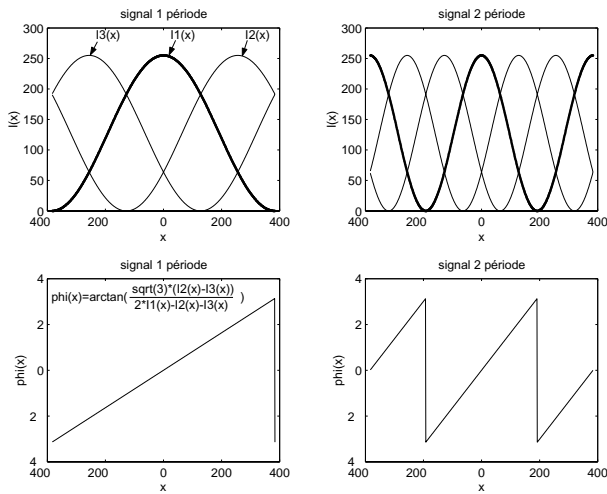 signal 1 période
300
250
200
150
100
50
0
I(x)
I3(x)
I1(x)
I2(x)
400
200
0
200
400
x
signal 2 période
300
250
200
150
100
50
0
I(x)
400
200
0
200
400
x
signal 1 période
4
2
0
2
4
phi(x)
phi(x)=arctan( sqrt(3)*(I2(x)-I3(x)) )
2*I1(x)-I2(x)-I3(x)
400
200
0
200
400
x
signal 2 période
4
2
0
2
4
phi(x)
400
200
0
200
400
x